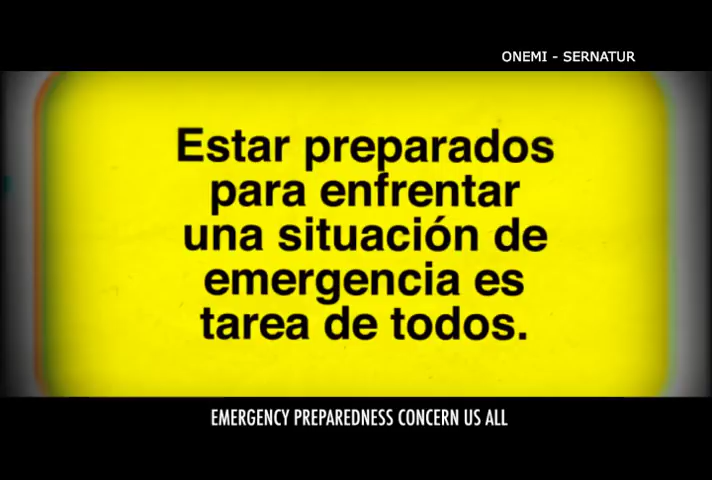 ONEMI - SERNATUR
Estar preparados
para enfrentar
una situación de
emergencia es
tarea de todos.
EMERGENCY PREPAREDNESS CONCERN US ALL